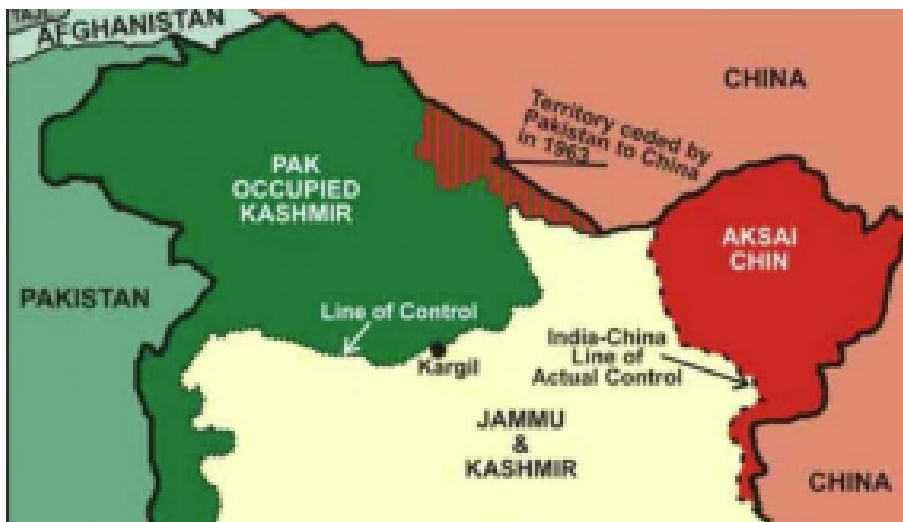 TAJI.
AFGHANISTAN
CHINA
Territory ceded by
Pakistan to China
in 1963
PAK
OCCUPIED
KASHMIR
AKSAI
CHIN
PAKISTAN
Line of Control
India-China
Line of
Actual Control
Kargil
JAMMU
&
KASHMIR
CHINA